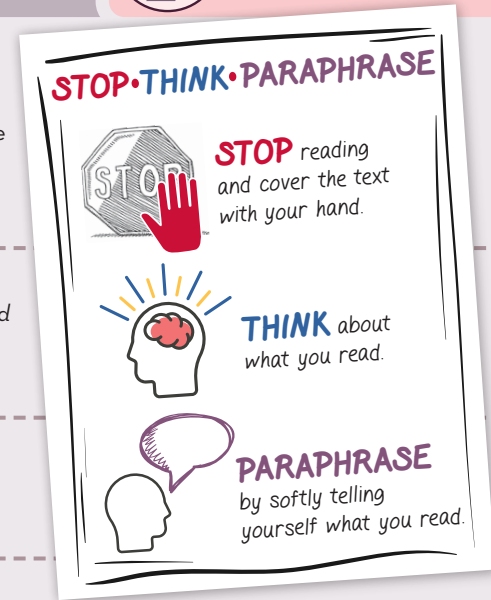 STOP•THINK•PARAPHRASE
STOP
STOP reading
and cover the text
with your hand.
THINK about
what you read.
PARAPHRASE
by softly telling
yourself what you read.
e
d